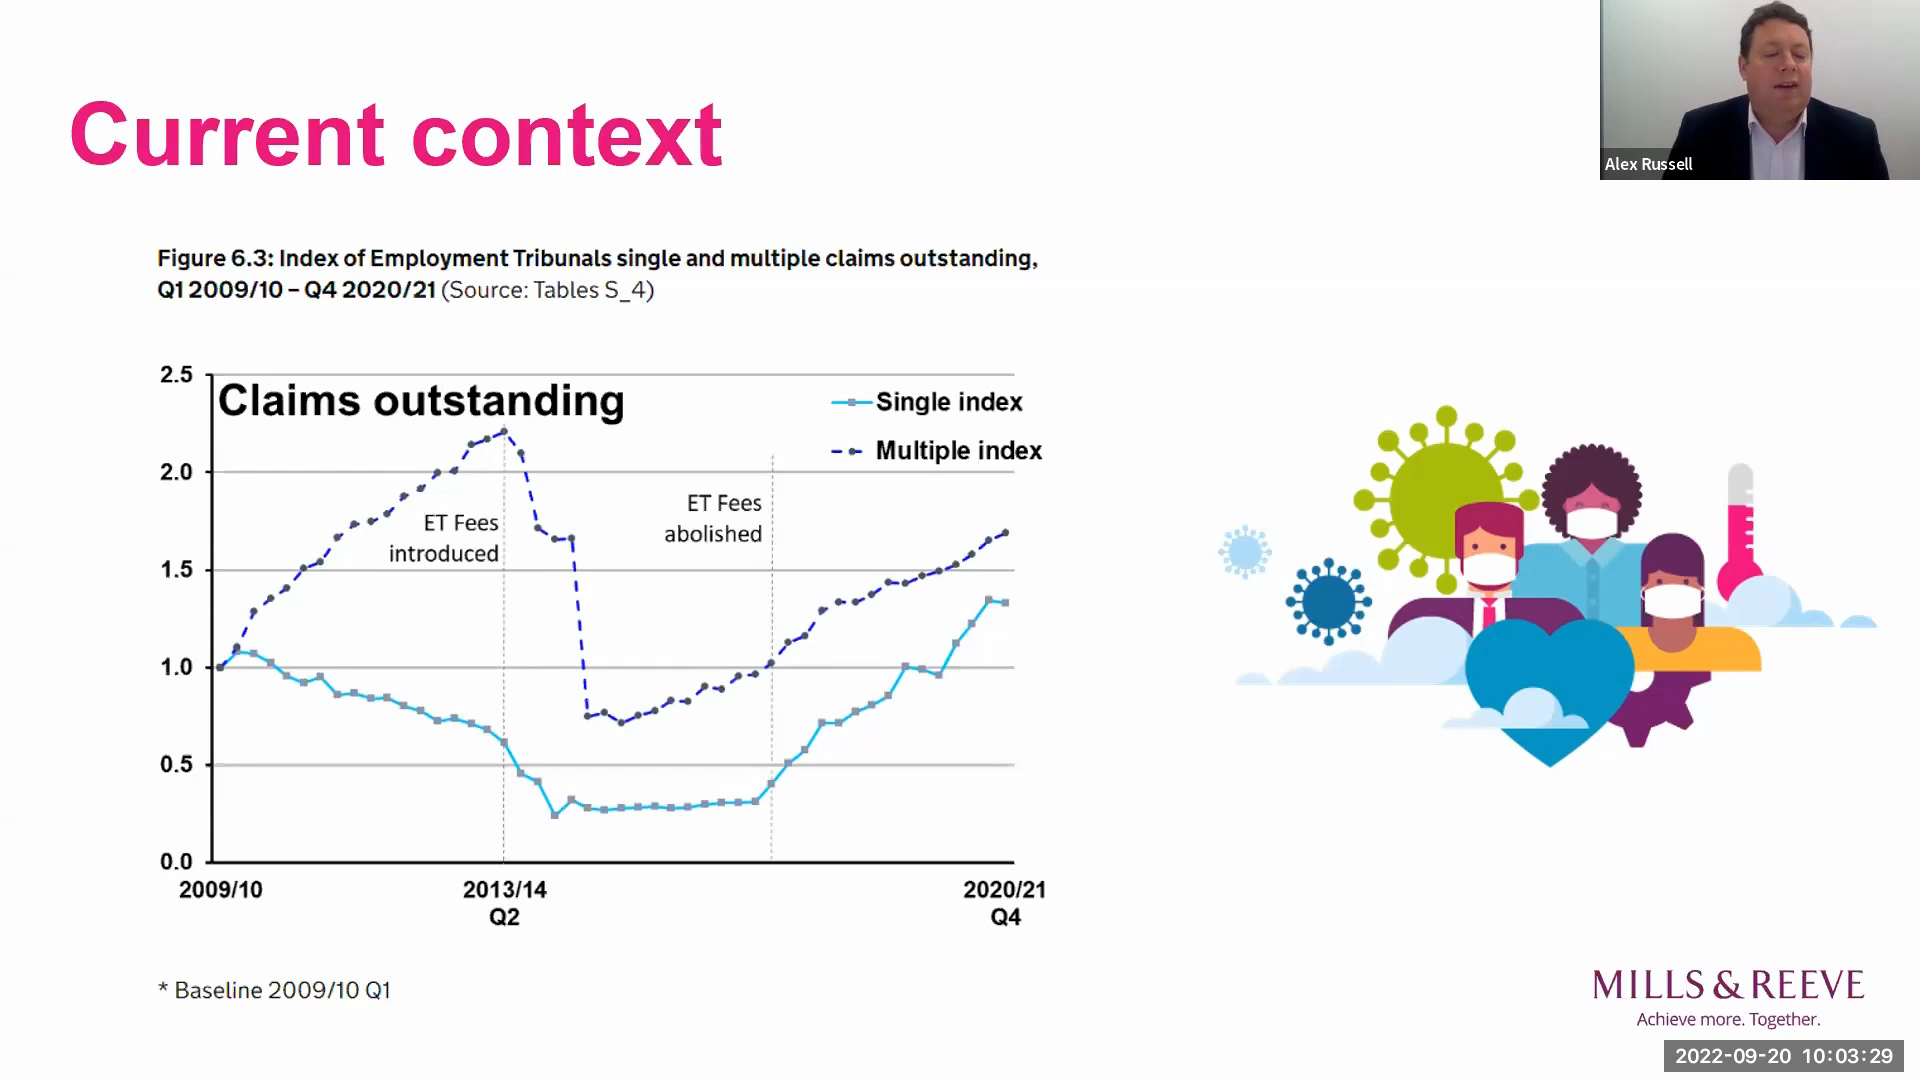 Current context
Alex Russell
Figure 6.3: Index of Employment Tribunals single and multiple claims outstanding,
Q1 2009/10 – Q4 2020/21 (Source: Tables S_4)
Claims outstanding
Single index
Multiple index
2.5
2.0
1.5
1.0
0.5
0.0
ET Fees
introduced
ET Fees
abolished
2009/10
2013/14
Q2
2020/21
Q4
* Baseline 2009/10 Q1
MILLS & REEVE
Achieve more. Together.
2022-09-20 10:03:29